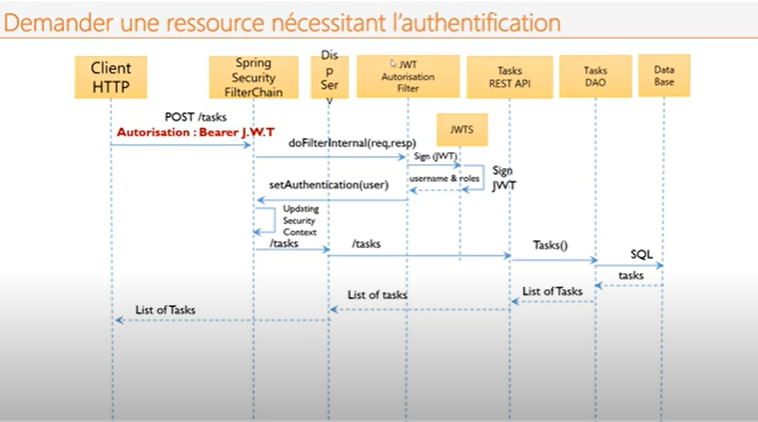 Demander une ressource nécessitant l'authentification
Client
HTTP
Spring
Security
FilterChain
Dis
p
Ser
v
JWT
Autorisation
Filter
Tasks
REST API
Tasks
DAO
Data
Base
POST /tasks
Autorisation : Bearer J.W.T
JWTS
doFilterInternal(req,resp)
Sign (JWT)
Sign
JWT
username & roles
setAuthentication(user)
Updating
Security
Context
/tasks
/tasks
Tasks()
SQL
tasks
List of Tasks
List of tasks
List of Tasks